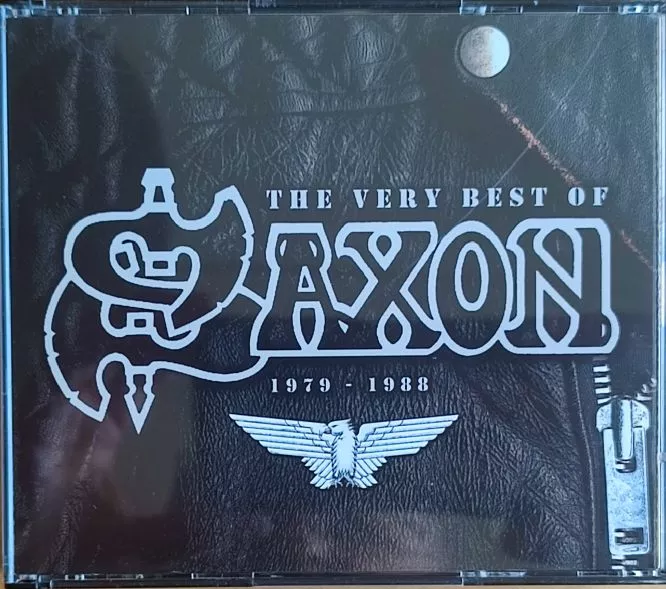 THE VERY BEST OF
SAXON
1979 - 1988